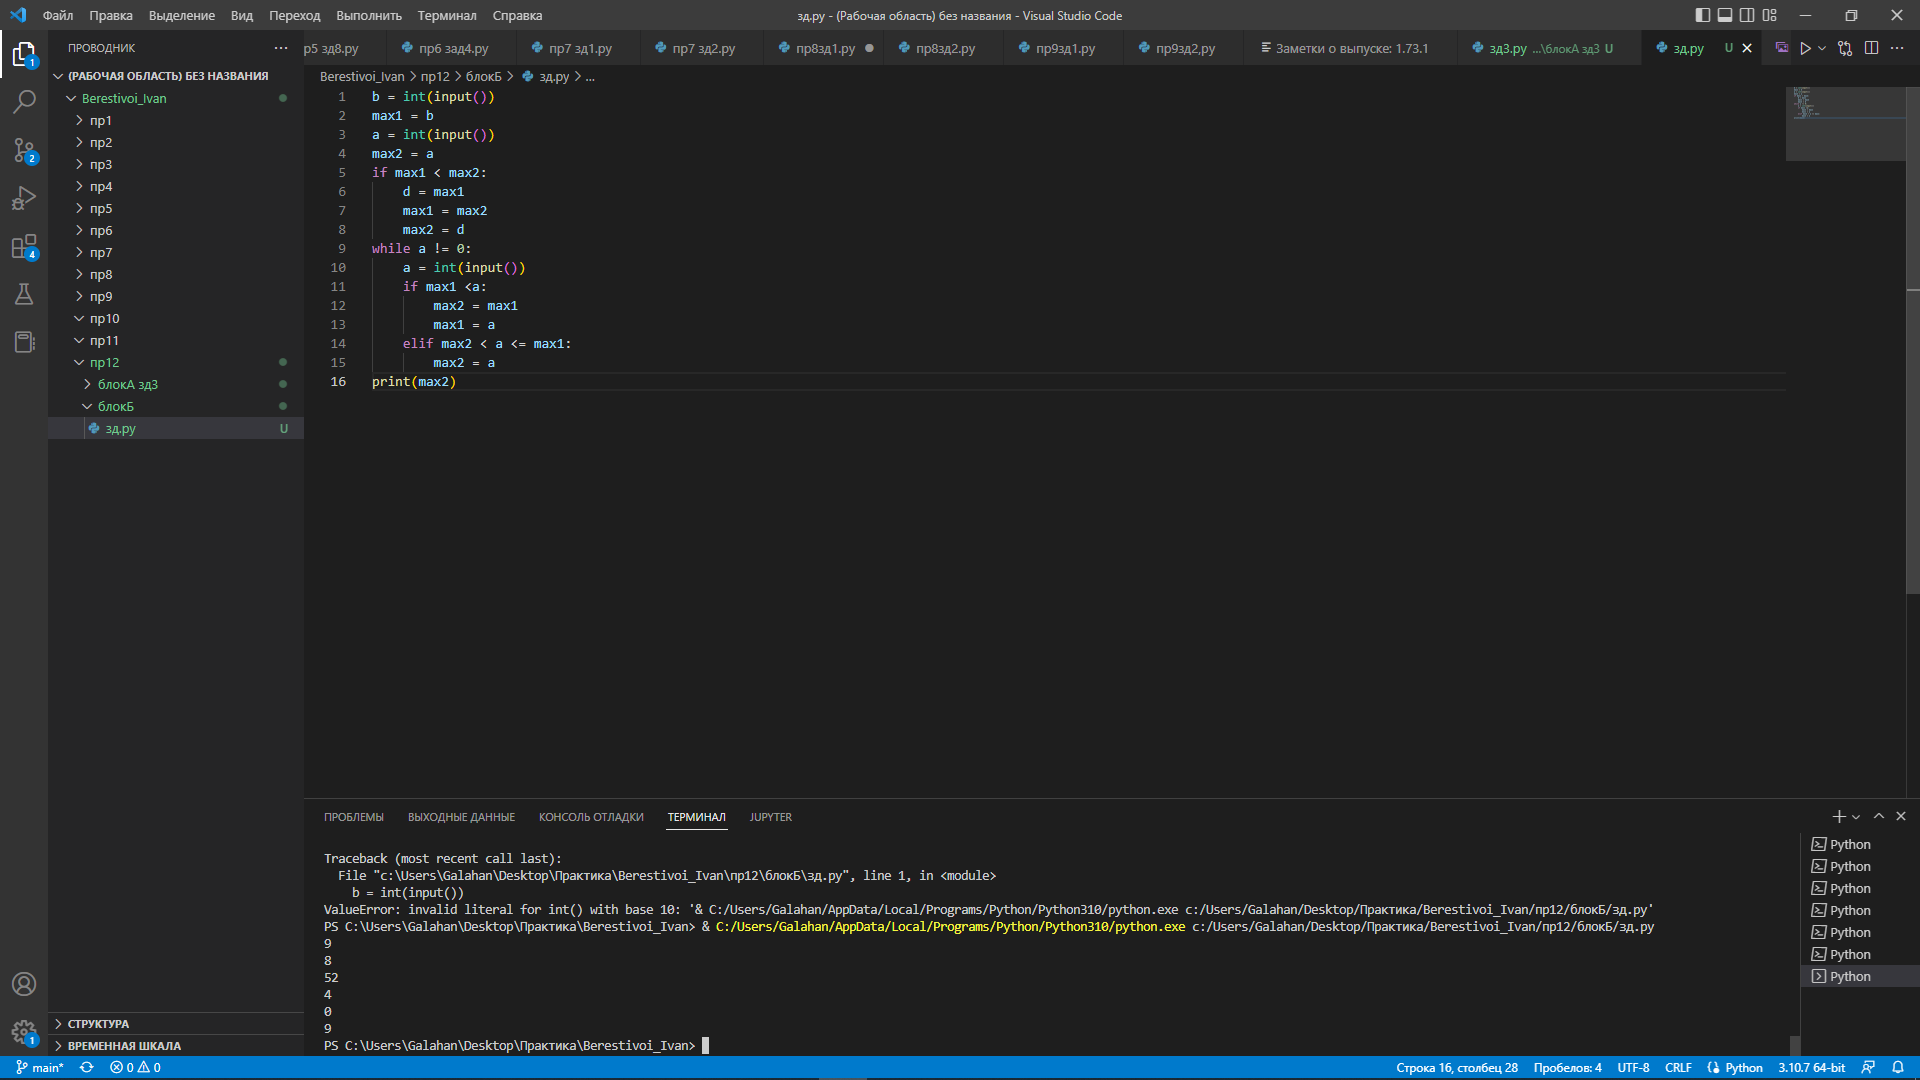 Файл Правка Выделение Вид Переход Выполнить Терминал Справка
зд.py - (Рабочая область) без названия - Visual Studio Code
ПРОВОДНИК
р5 зд8.py
пр6 зад4.py
пр7 зд1.py
пр7 зд2.py
пр8зд1.py
пр8зд2.py
пр9зд1.py
пр9зд2,py
Заметки о выпуске: 1.73.1
зд3.py ...\блокА зд3 U
зд.py U
(РАБОЧАЯ ОБЛАСТЬ) БЕЗ НАЗВАНИЯ
Berestivoi_Ivan
пр1
пр2
пр3
пр4
пр5
пр6
пр7
пр8
пр9
пр10
пр11
пр12
блокА зд3
блокБ
зд.py U
СТРУКТУРА
ВРЕМЕННАЯ ШКАЛА
1
2
4
1
Berestivoi_Ivan > пр12 > блокБ > зд.py > ...
1 b = int(input())
2 max1 = b
3 a = int(input())
4 max2 = a
5 if max1 < max2:
6 d = max1
7 max1 = max2
8 max2 = d
9 while a != 0:
10 a = int(input())
11 if max1 <a:
12 max2 = max1
13 max1 = a
14 elif max2 < a <= max1:
15 max2 = a
16 print(max2)
ПРОБЛЕМЫ ВЫХОДНЫЕ ДАННЫЕ КОНСОЛЬ ОТЛАДКИ ТЕРМИНАЛ JUPYTER
Traceback (most recent call last):
File "c:\Users\Galahan\Desktop\Практика\Berestivoi_Ivan\пр12\блокБ\зд.py", line 1, in <module>
b = int(input())
ValueError: invalid literal for int() with base 10: '& C:/Users/Galahan/AppData/Local/Programs/Python/Python310/python.exe c:/Users/Galahan/Desktop/Практика/Berestivoi_Ivan/пр12/блокБ/зд.py'
PS C:\Users\Galahan\Desktop\Практика\Berestivoi_Ivan> & C:/Users/Galahan/AppData/Local/Programs/Python/Python310/python.exe c:/Users/Galahan/Desktop/Практика/Berestivoi_Ivan/пр12/блокБ/зд.py
9
8
52
4
0
9
PS C:\Users\Galahan\Desktop\Практика\Berestivoi_Ivan>
Python
Python
Python
Python
Python
Python
Python
main* 0 0
Строка 16, столбец 28 Пробелов: 4 UTF-8 CRLF Python 3.10.7 64-bit